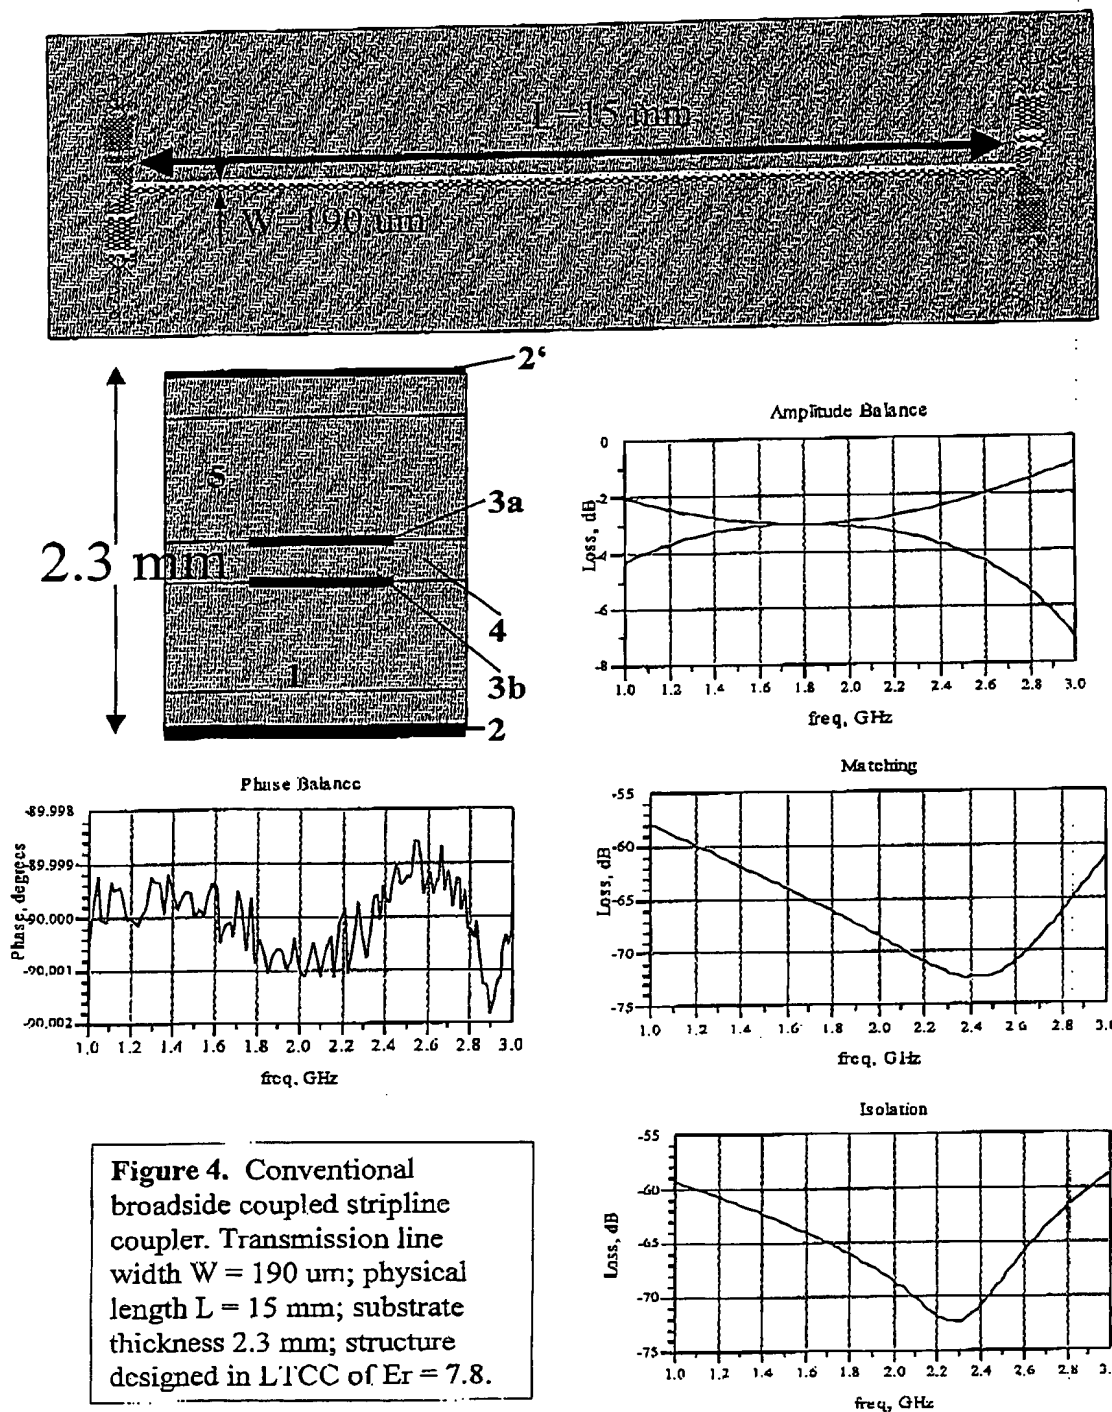 L=15 mm
W=190 um
2‘
s
3a
2.3 mm
4
1
3b
2
Amplitude Balance
Loss, dB
0
-2
-4
-6
-8
1.0 1.2 1.4 1.6 1.8 2.0 2.2 2.4 2.6 2.8 3.0
freq, GHz
Phase Balance
Phase, degrees
-89.998
-89.999
-90.000
-90.001
-90.002
1.0 1.2 1.4 1.6 1.8 2.0 2.2 2.4 2.6 2.8 3.0
freq, GHz
Matching
Loss, dB
-55
-60
-65
-70
-75
1.0 1.2 1.4 1.6 1.8 2.0 2.2 2.4 2.6 2.8 3.0
freq, GHz
Isolation
Loss, dB
-55
-60
-65
-70
-75
1.0 1.2 1.4 1.6 1.8 2.0 2.2 2.4 2.6 2.8 3.0
freq, GHz
Figure 4. Conventional
broadside coupled stripline
coupler. Transmission line
width W = 190 um; physical
length L = 15 mm; substrate
thickness 2.3 mm; structure
designed in LTCC of Er = 7.8.